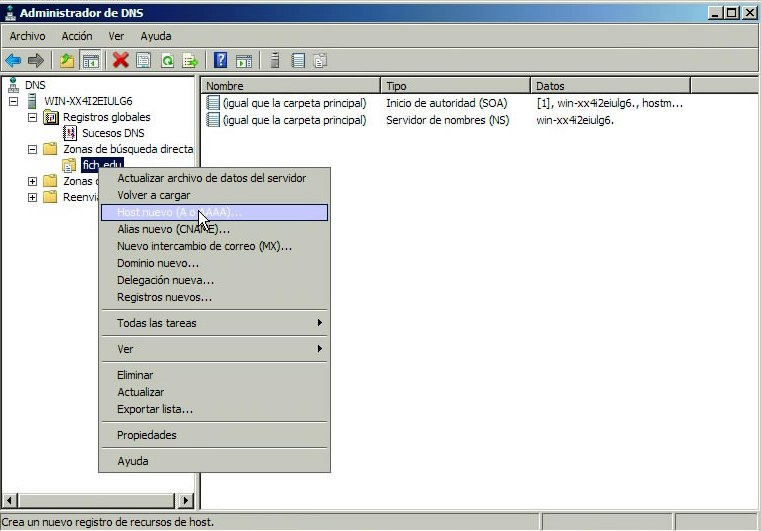 Administrador de DNS
Archivo Acción Ver Ayuda
DNS
WIN-XX4I2EIULG6
Registros globales
Sucesos DNS
Zonas de búsqueda directa
fich.edu
Zonas
Reenvi
Nombre Tipo Datos
(igual que la carpeta principal) Inicio de autoridad (SOA) [1], win-xx4i2eiulg6., hostm...
(igual que la carpeta principal) Servidor de nombres (NS) win-xx4i2eiulg6.
Actualizar archivo de datos del servidor
Volver a cargar
Host nuevo (A o AAAA)...
Alias nuevo (CNAME)...
Nuevo intercambio de correo (MX)...
Dominio nuevo...
Delegación nueva...
Registros nuevos...
Todas las tareas
Ver
Eliminar
Actualizar
Exportar lista...
Propiedades
Ayuda
Crea un nuevo registro de recursos de host.